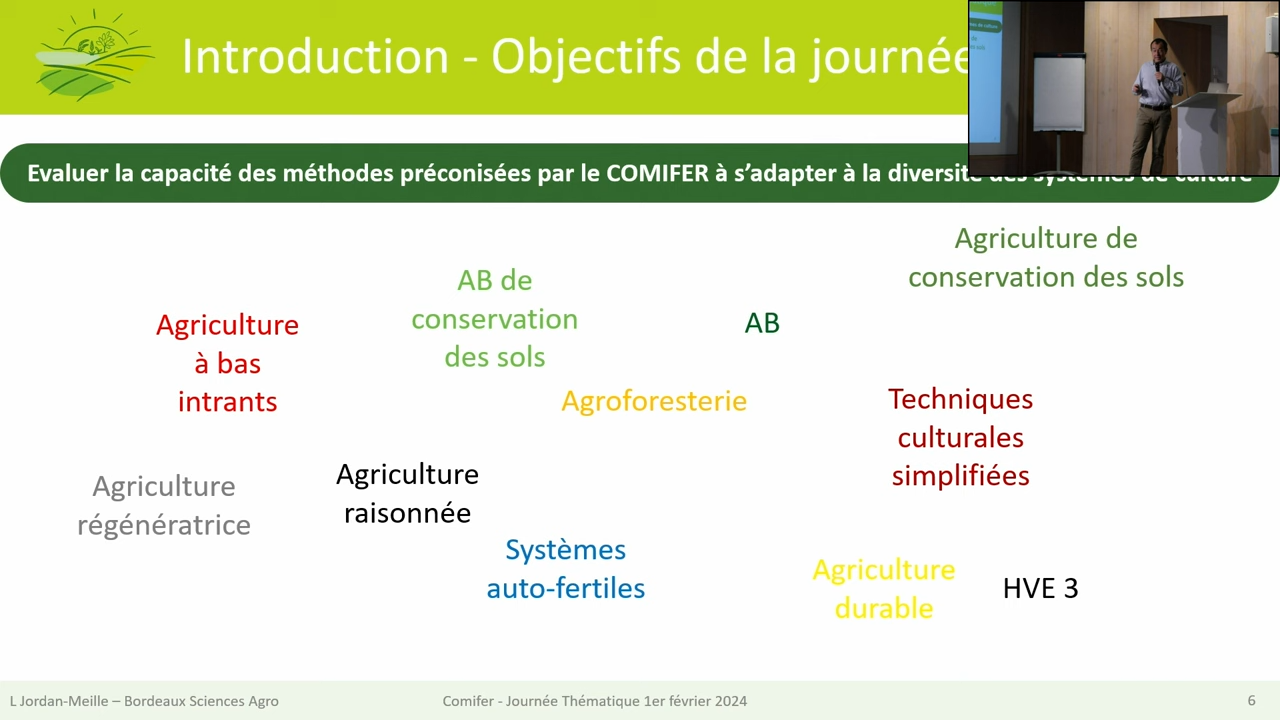 Introduction - Objectifs de la journée
Evaluer la capacité des méthodes préconisées par le COMIFER à s'adapter à la diversité des systèmes de culture
Agriculture de
conservation des sols
AB de
conservation
des sols
Agriculture
à bas
intrants
AB
Agroforesterie
Techniques
culturales
simplifiées
Agriculture
régénératrice
Agriculture
raisonnée
Systèmes
auto-fertiles
Agriculture
durable
HVE 3
L Jordan-Meille – Bordeaux Sciences Agro
Comifer - Journée Thématique 1er février 2024
6